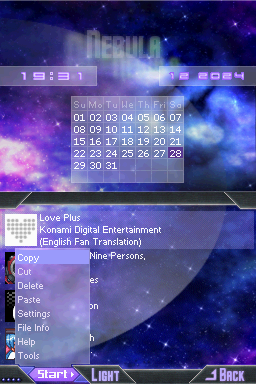 NEBULA
19:31
12 2024
Su Mo Tu We Th Fr Sa
01 02 03 04 05 06 07
08 09 10 11 12 13 14
15 16 17 18 19 20 21
22 23 24 25 26 27 28
29 30 31
Love Plus
Konami Digital Entertainment
(English Fan Translation)
Nine Persons,
Copy
Cut
Delete
Paste
Settings
File Info
Help
Tools
Start
Light
Back